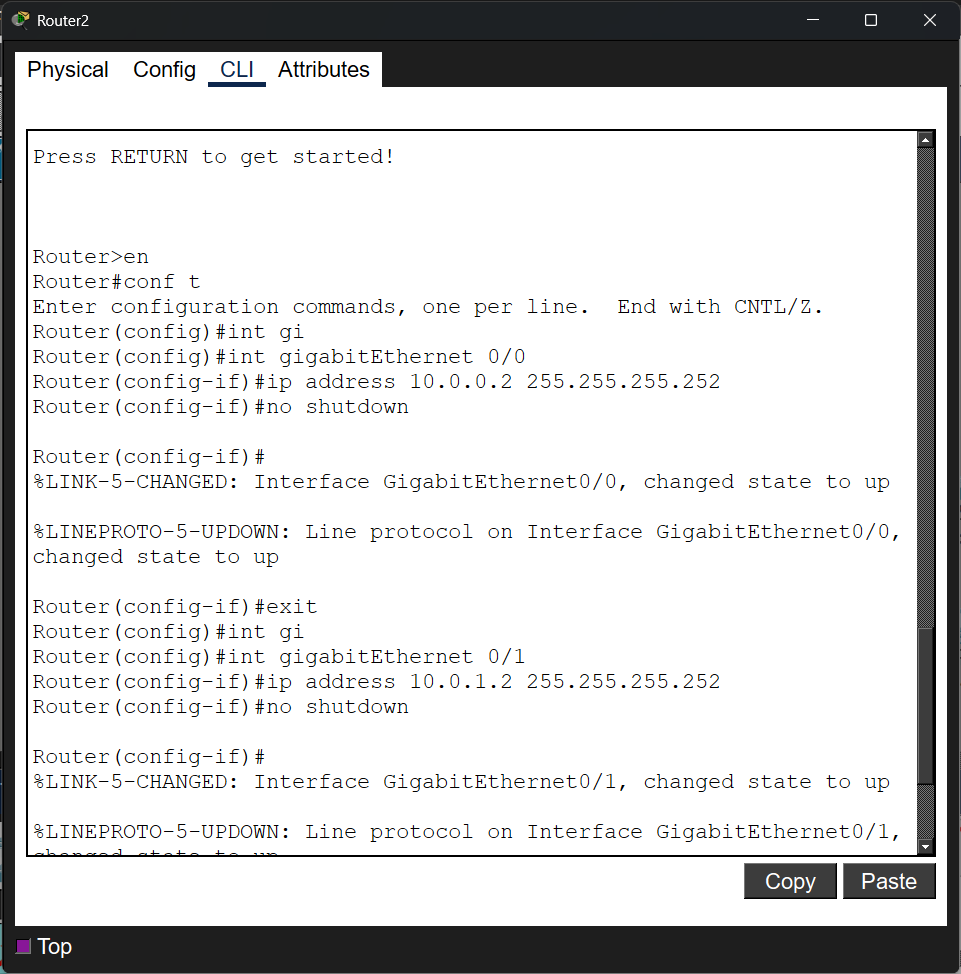 Router2
Physical Config CLI Attributes
Press RETURN to get started!
Router>en
Router#conf t
Enter configuration commands, one per line.  End with CNTL/Z.
Router(config)#int gi
Router(config)#int gigabitEthernet 0/0
Router(config-if)#ip address 10.0.0.2 255.255.255.252
Router(config-if)#no shutdown
Router(config-if)#
%LINK-5-CHANGED: Interface GigabitEthernet0/0, changed state to up
%LINEPROTO-5-UPDOWN: Line protocol on Interface GigabitEthernet0/0,
changed state to up
Router(config-if)#exit
Router(config)#int gi
Router(config)#int gigabitEthernet 0/1
Router(config-if)#ip address 10.0.1.2 255.255.255.252
Router(config-if)#no shutdown
Router(config-if)#
%LINK-5-CHANGED: Interface GigabitEthernet0/1, changed state to up
%LINEPROTO-5-UPDOWN: Line protocol on Interface GigabitEthernet0/1,
changed state to up
Copy Paste
Top